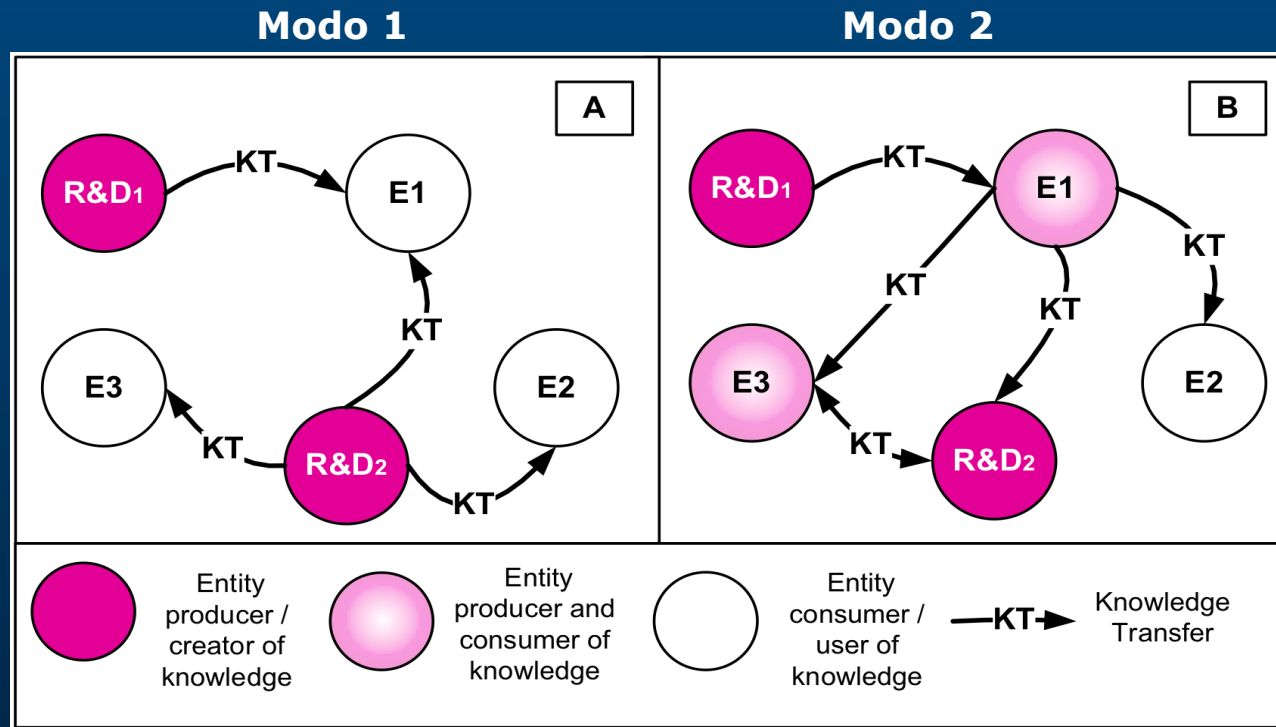 Modo 1
Modo 2
A
R&D1
KT
E1
KT
E3
KT
R&D2
KT
E2
B
R&D1
KT
E1
KT
KT
KT
E3
KT
R&D2
E2
Entity
producer /
creator of
knowledge
Entity
producer and
consumer of
knowledge
Entity
consumer /
user of
knowledge
KT
Knowledge
Transfer